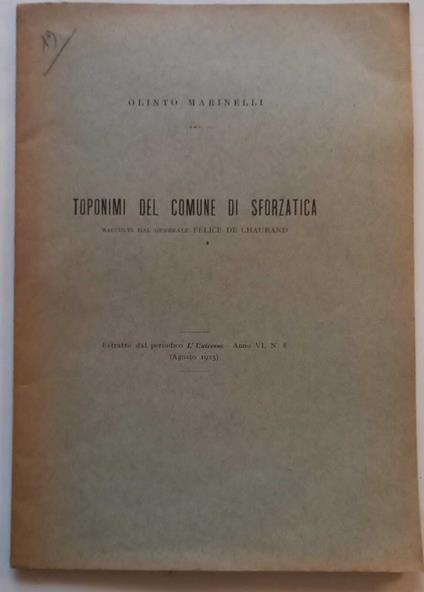 OLINTO MARINELLI
TOPONIMI DEL COMUNE DI SFORZATICA
RACCOLTI DAL GENERALE FELICE DE CHAURAND
Estratto dal periodico L'Universo - Anno VI, N. 8
(Agosto 1925)